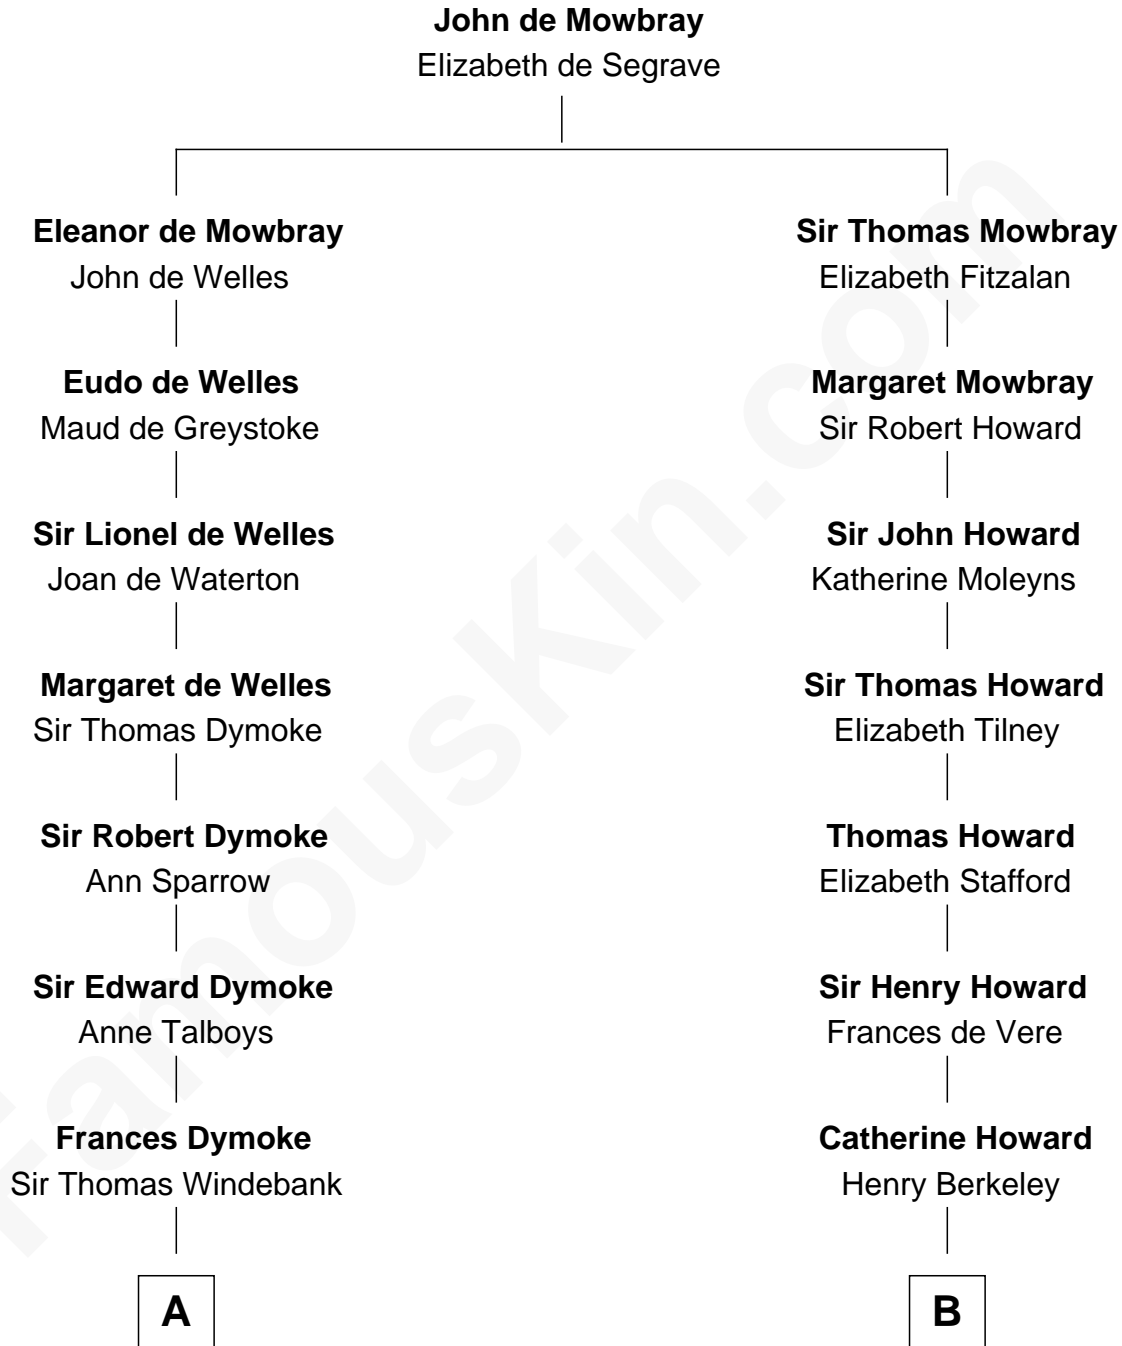 John de Mowbray
Elizabeth de Segrave
Eleanor de Mowbray
John de Welles
Sir Thomas Mowbray
Elizabeth Fitzalan
Eudo de Welles
Maud de Greystoke
Margaret Mowbray
Sir Robert Howard
Sir Lionel de Welles
Joan de Waterton
Sir John Howard
Katherine Moleyns
Margaret de Welles
Sir Thomas Dymoke
Sir Thomas Howard
Elizabeth Tilney
Sir Robert Dymoke
Ann Sparrow
Thomas Howard
Elizabeth Stafford
Sir Edward Dymoke
Anne Talboys
Sir Henry Howard
Frances de Vere
Frances Dymoke
Sir Thomas Windebank
Catherine Howard
Henry Berkeley
A
B
FamousKin.com